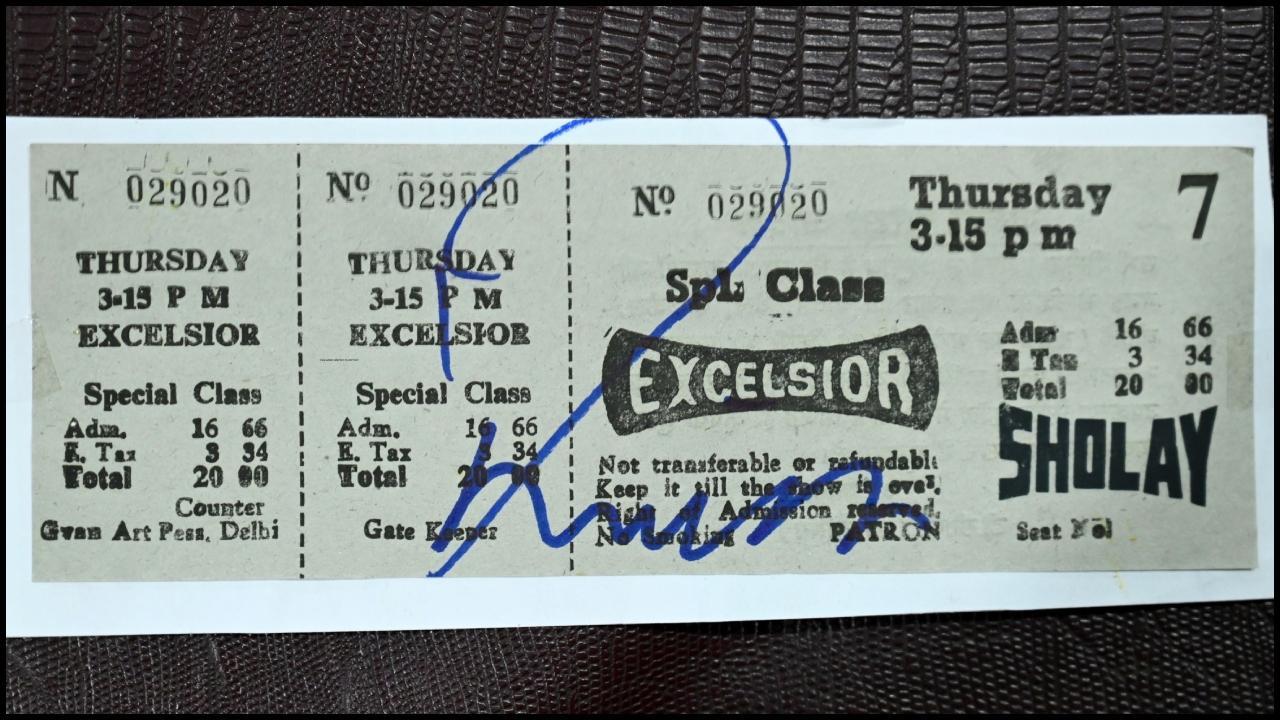 N 029020
THURSDAY
3-15 P M
EXCELSIOR
Special Class
Adm. 16 66
E. Tax 3 34
Total 20 00
Counter
Gyan Art Pess, Delhi
Nº 029020
THURSDAY
3-15 P M
EXCELSIOR
Special Class
Adm. 16 66
E. Tax 3 34
Total 20 00
Gate Keeper
Nº 029020
Thursday 7
3-15 p m
Spl. Class
EXCELSIOR
Not transferable or refundable
Keep it till the show is over.
Right of Admission reserved.
No Smoking PATRON
Adm 16 66
E Tax 3 34
Total 20 00
SHOLAY
Seat No